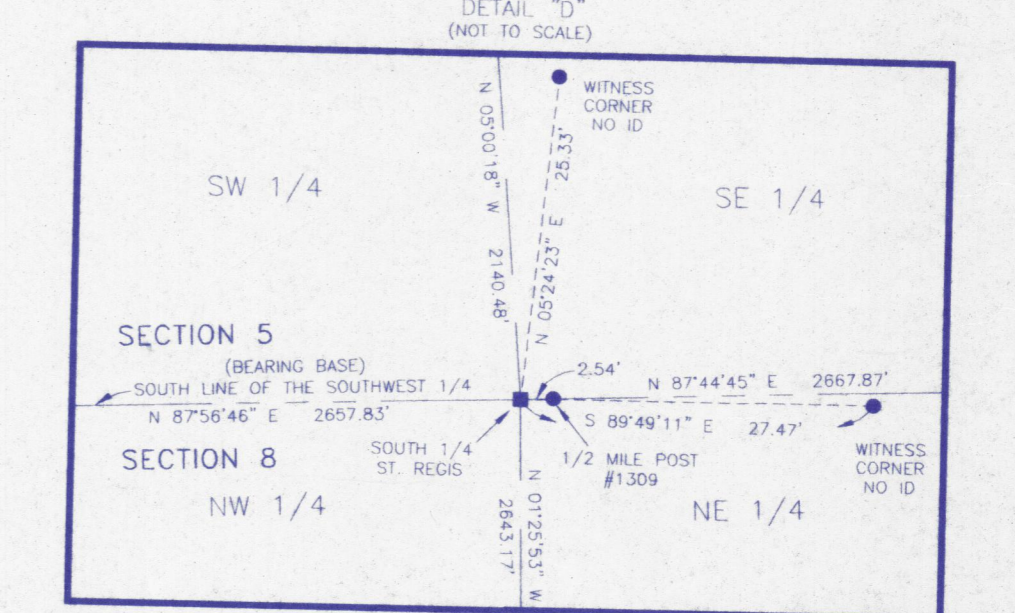 DETAIL "D"
(NOT TO SCALE)
WITNESS
CORNER
NO ID
N 05°00'18" W 2140.48'
N 05°24'23" E 25.33'
SW 1/4
SE 1/4
SECTION 5
(BEARING BASE)
SOUTH LINE OF THE SOUTHWEST 1/4
N 87°56'46" E 2657.83'
2.54'
N 87°44'45" E 2667.87'
S 89°49'11" E 27.47'
SOUTH 1/4
ST. REGIS
1/2 MILE POST
#1309
WITNESS
CORNER
NO ID
SECTION 8
NW 1/4
NE 1/4
N 01°25'53" W
2643.17'